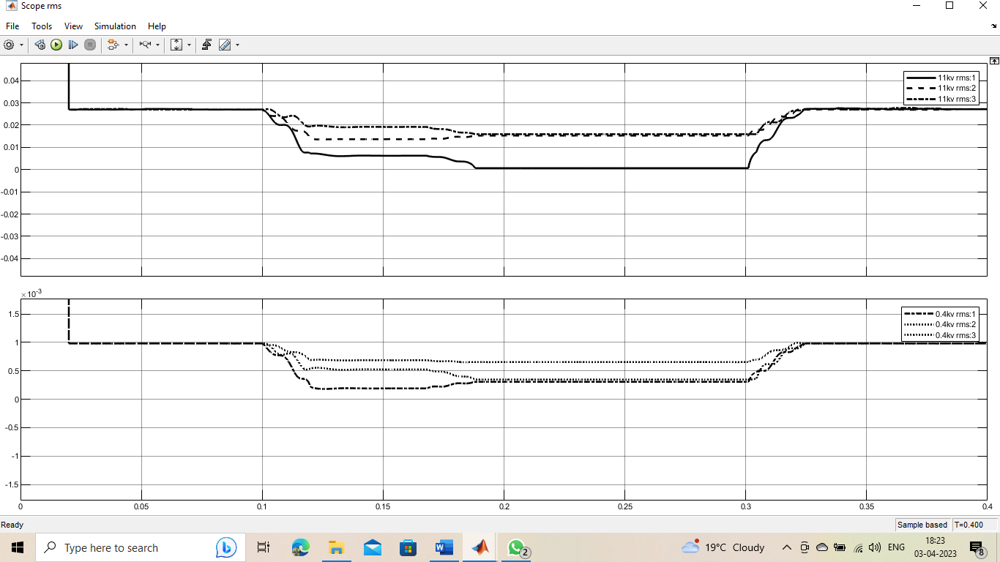 Scope rms
File Tools View Simulation Help
11kv rms:1
11kv rms:2
11kv rms:3
0.04
0.03
0.02
0.01
0
-0.01
-0.02
-0.03
-0.04
×10-3
0.4kv rms:1
0.4kv rms:2
0.4kv rms:3
1.5
1
0.5
0
-0.5
-1
-1.5
0 0.05 0.1 0.15 0.2 0.25 0.3 0.35 0.4
Ready Sample based T=0.400
Type here to search 2 19°C Cloudy ENG 18:23
03-04-2023 8